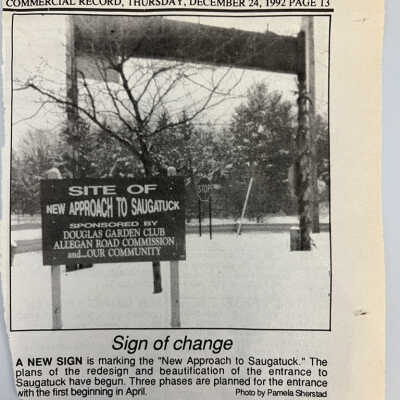 COMMERCIAL RECORD, THURSDAY, DECEMBER 24, 1992 PAGE 13
SITE OF
NEW APPROACH TO SAUGATUCK
SPONSORED BY
DOUGLAS GARDEN CLUB
ALLEGAN ROAD COMMISSION
and...OUR COMMUNITY
STOP
Sign of change
A NEW SIGN is marking the "New Approach to Saugatuck." The
plans of the redesign and beautification of the entrance to
Saugatuck have begun. Three phases are planned for the entrance
with the first beginning in April. Photo by Pamela Sherstad